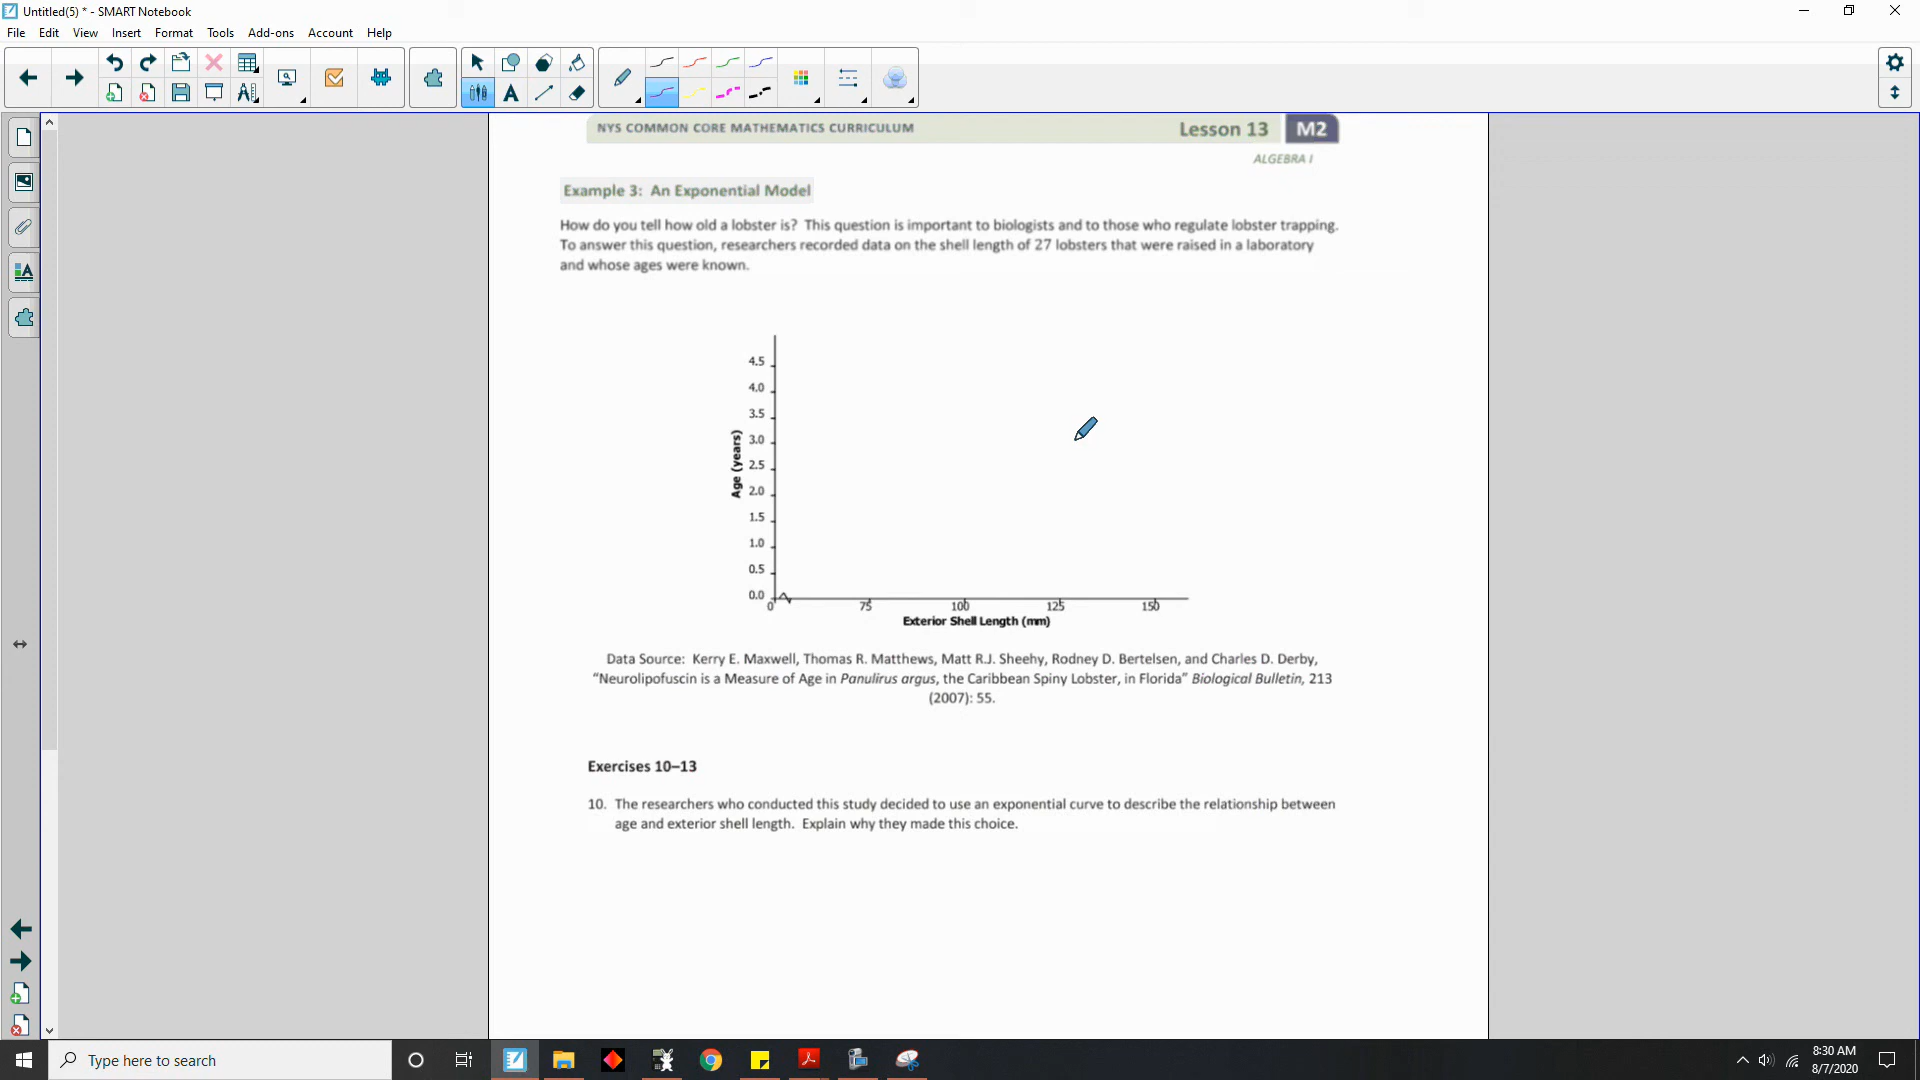 Untitled(5) * - SMART Notebook
File Edit View Insert Format Tools Add-ons Account Help
NYS COMMON CORE MATHEMATICS CURRICULUM Lesson 13 M2
ALGEBRA I
Example 3: An Exponential Model
How do you tell how old a lobster is? This question is important to biologists and to those who regulate lobster trapping.
To answer this question, researchers recorded data on the shell length of 27 lobsters that were raised in a laboratory
and whose ages were known.
4.5
4.0
3.5
3.0
2.5
2.0
1.5
1.0
0.5
0.0
Age (years)
0 75 100 125 150
Exterior Shell Length (mm)
Data Source: Kerry E. Maxwell, Thomas R. Matthews, Matt R.J. Sheehy, Rodney D. Bertelsen, and Charles D. Derby,
“Neurolipofuscin is a Measure of Age in Panulirus argus, the Caribbean Spiny Lobster, in Florida” Biological Bulletin, 213
(2007): 55.
Exercises 10–13
10. The researchers who conducted this study decided to use an exponential curve to describe the relationship between
age and exterior shell length. Explain why they made this choice.
Type here to search
8:30 AM
8/7/2020